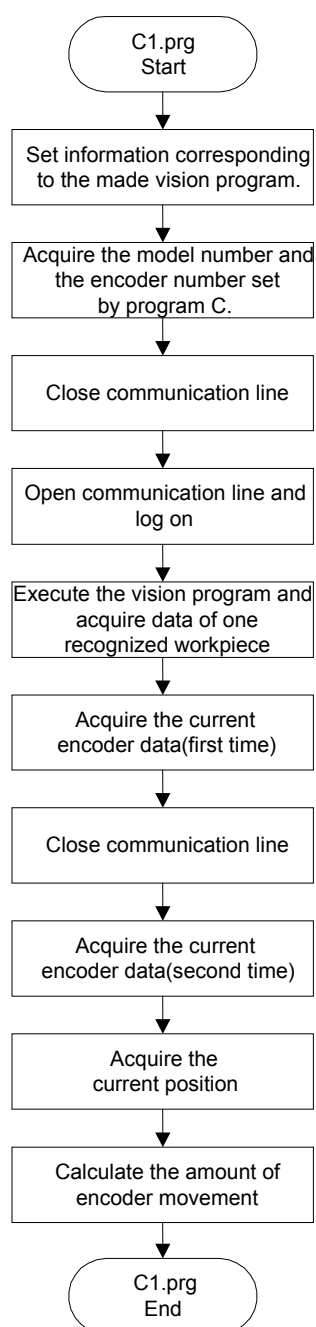 C1.prg
Start
Set information corresponding
to the made vision program.
Acquire the model number and
the encoder number set
by program C.
Close communication line
Open communication line and
log on
Execute the vision program and
acquire data of one
recognized workpiece
Acquire the current
encoder data(first time)
Close communication line
Acquire the current
encoder data(second time)
Acquire the
current position
Calculate the amount of
encoder movement
C1.prg
End